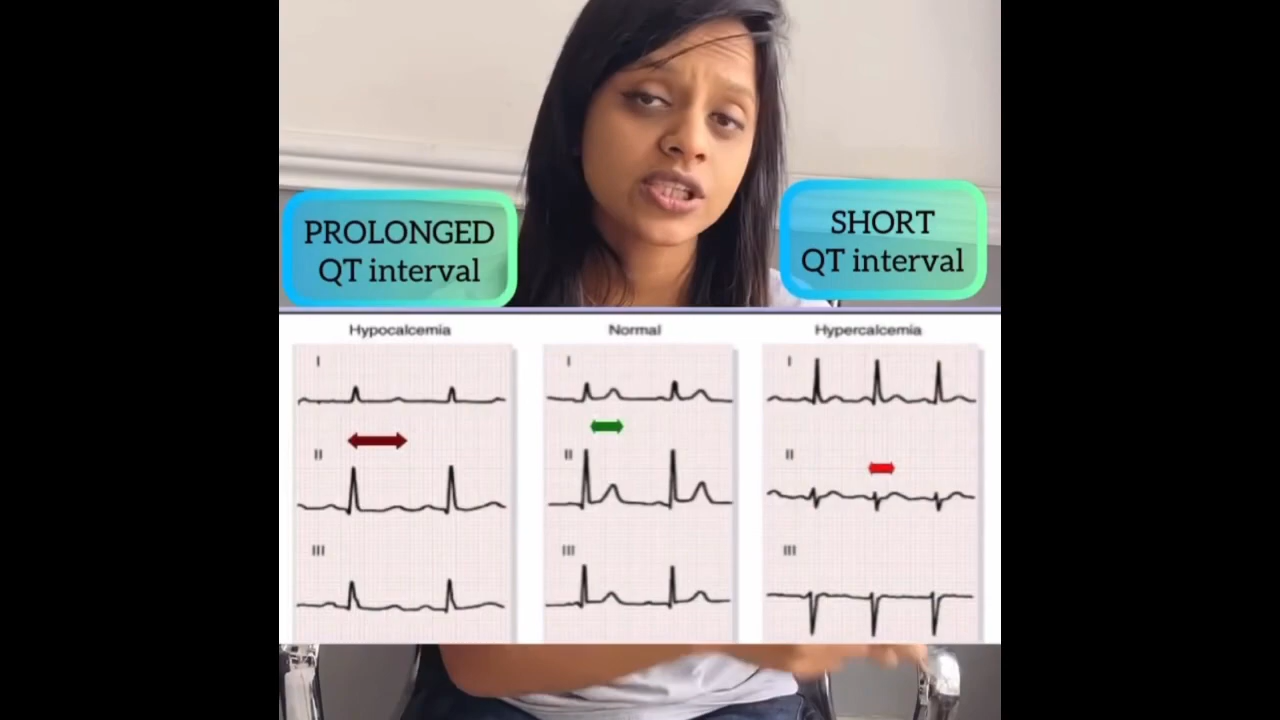 PROLONGED
QT interval
SHORT
QT interval
Hypocalcemia
Normal
Hypercalcemia
I
I
I
II
II
II
III
III
III